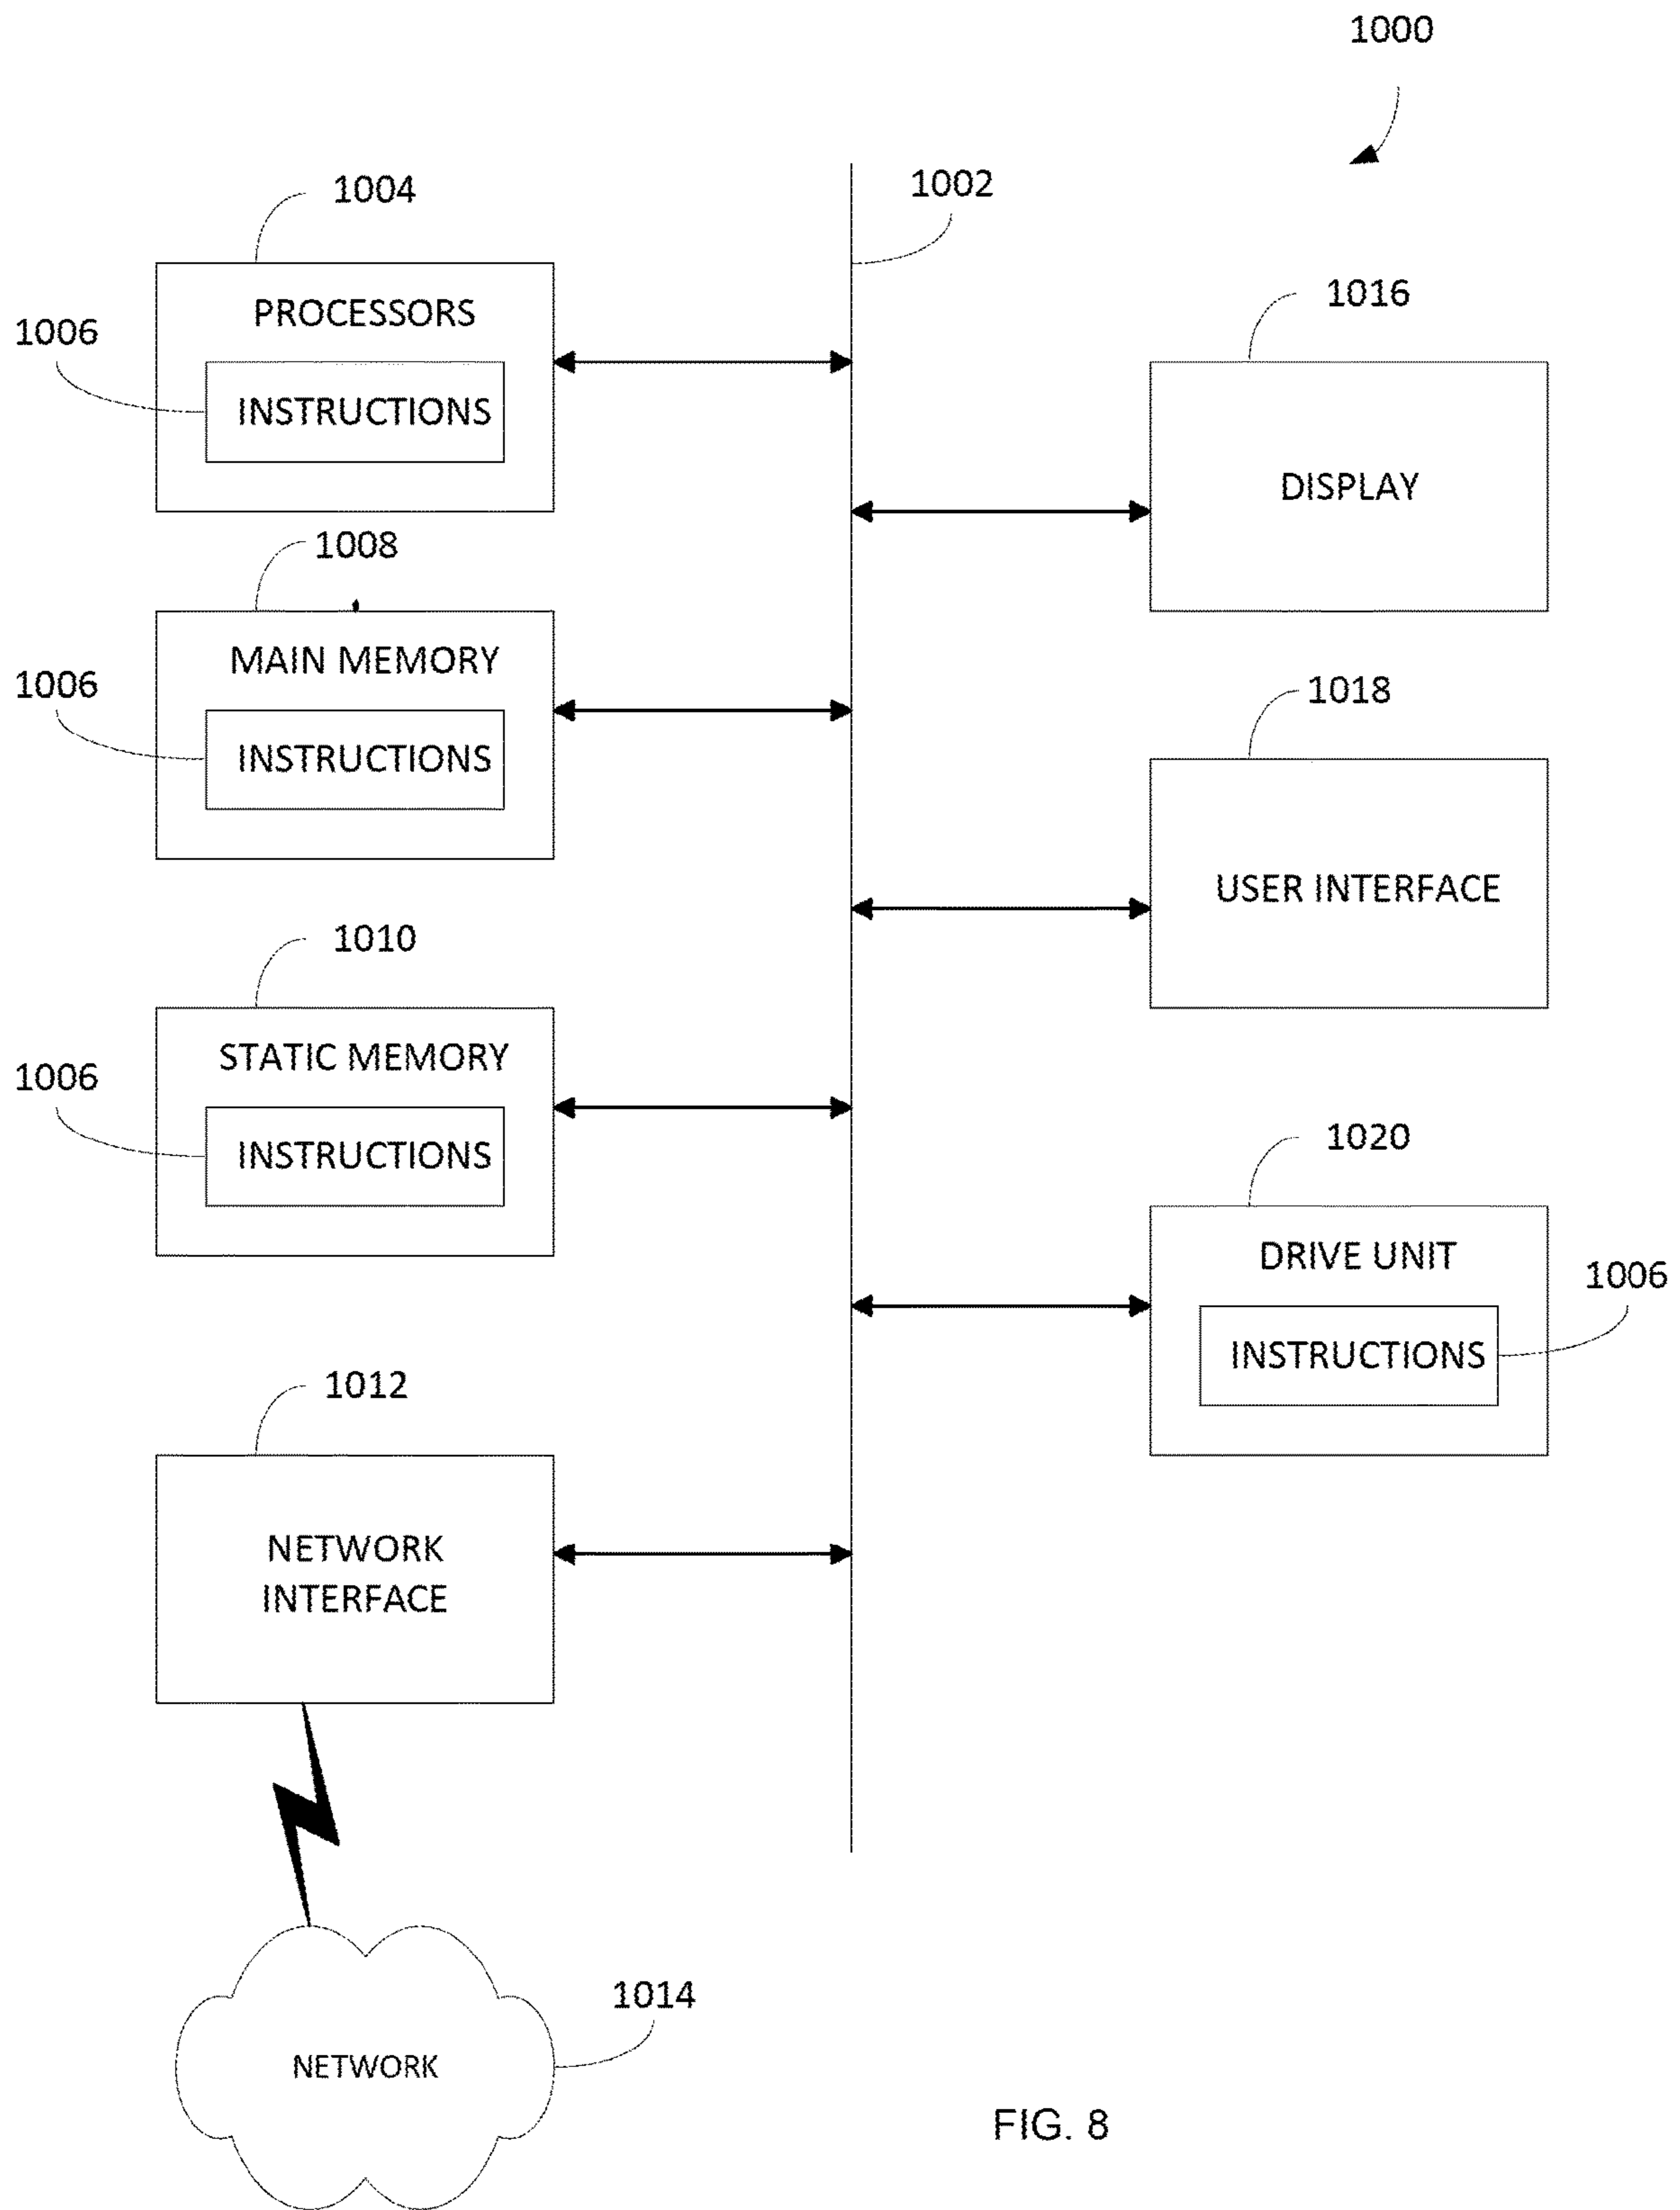 1000
1004
1002
PROCESSORS
1016
1006
INSTRUCTIONS
DISPLAY
1008
MAIN MEMORY
1006
1018
INSTRUCTIONS
USER INTERFACE
1010
STATIC MEMORY
1006
1020
INSTRUCTIONS
DRIVE UNIT
1006
INSTRUCTIONS
1012
NETWORK
INTERFACE
1014
NETWORK
FIG. 8